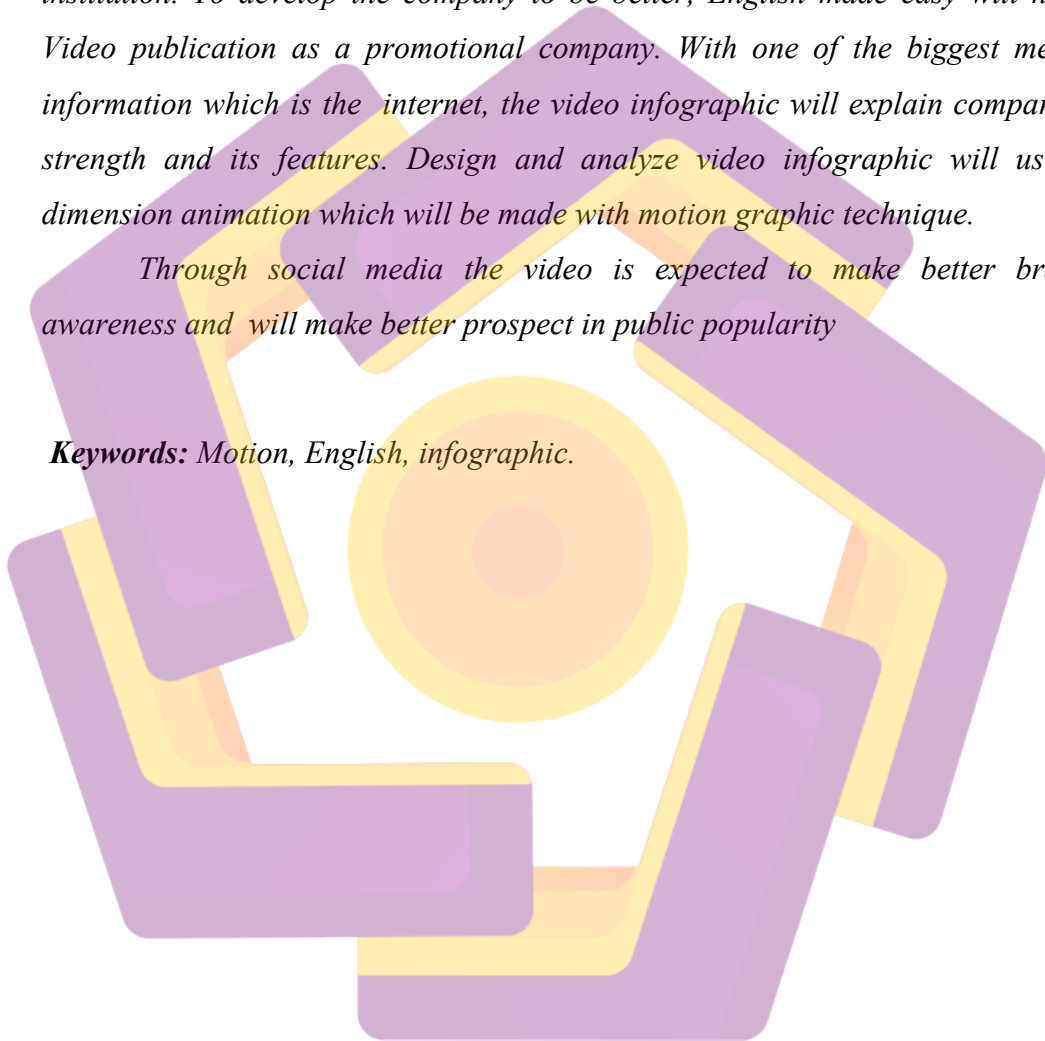 institution. To develop the company to be better, English made easy will
Video publication as a promotional company. With one of the biggest
information which is the internet, the video infographic will explain
strength and its features. Design and analyze video infographic will
dimension animation which will be made with motion graphic technique.
Through social media the video is expected to make better
awareness and will make better prospect in public popularity
Keywords: Motion, English, infographic.